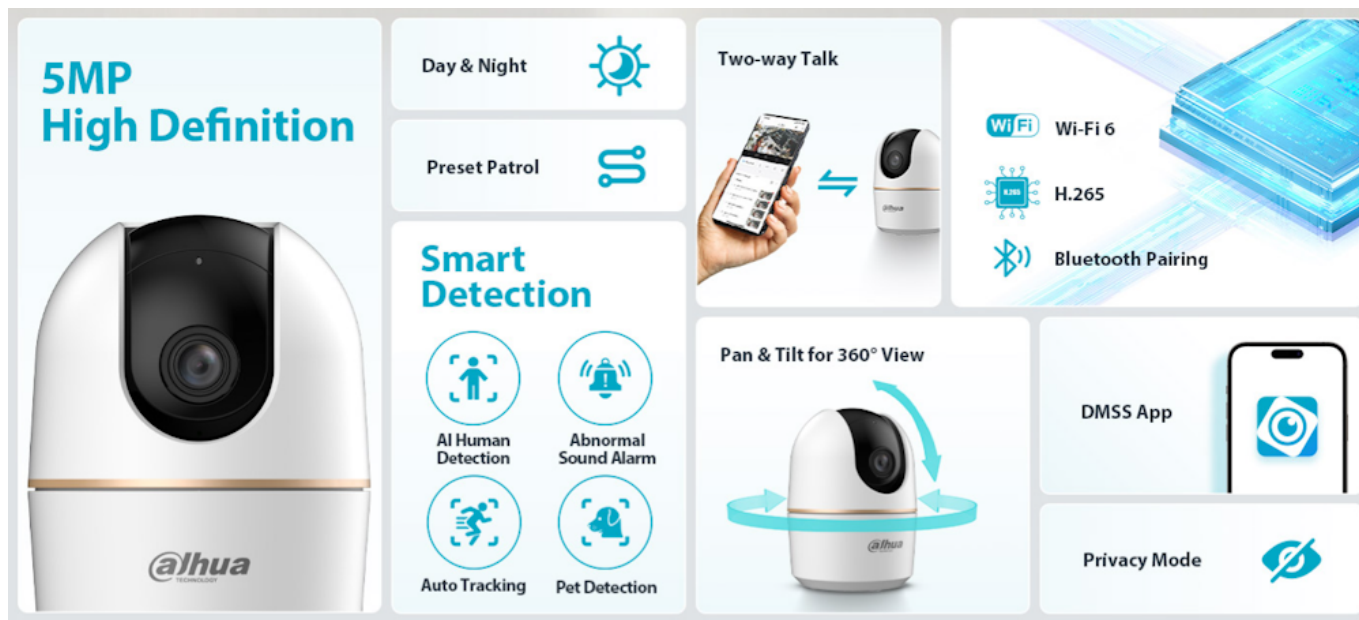 5MP
High Definition
alhua
TECHNOLOGY
Day & Night
Preset Patrol
Smart
Detection
AI Human
Detection
Abnormal
Sound Alarm
Auto Tracking
Pet Detection
Two-way Talk
alhua
WiFi
Wi-Fi 6
H.265
H.265
Bluetooth Pairing
Pan & Tilt for 360° View
alhua
DMSS App
Privacy Mode